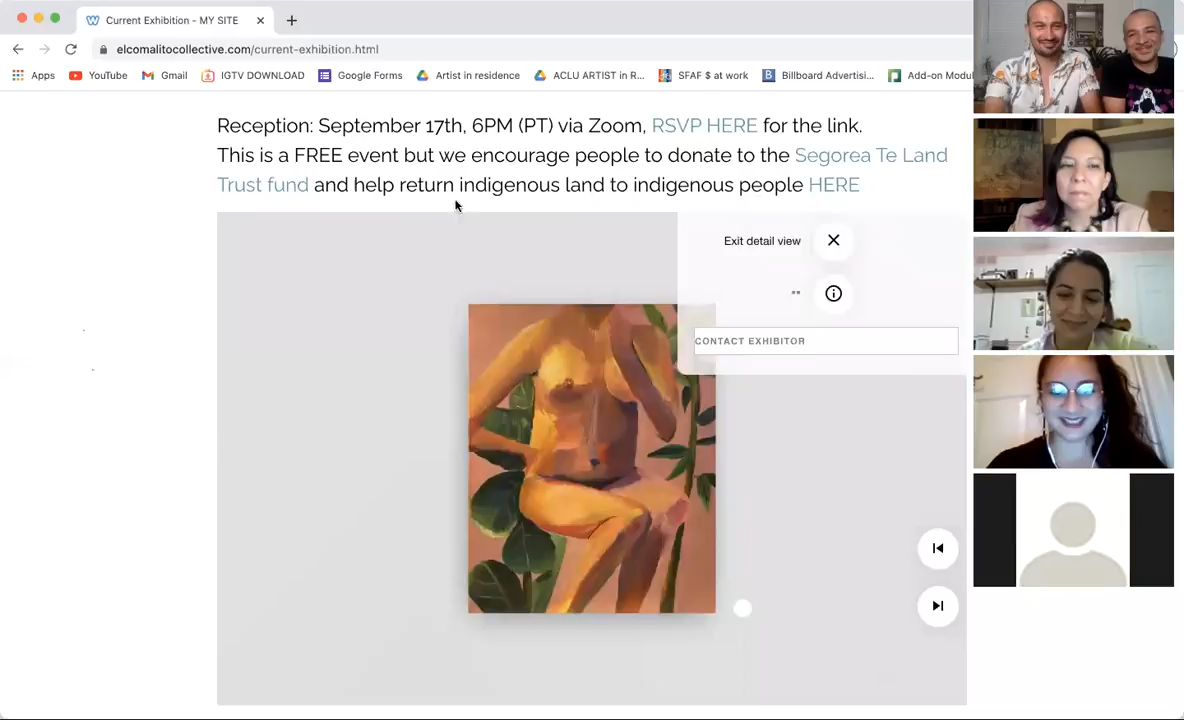 Current Exhibition - MY SITE
elcomalitocollective.com/current-exhibition.html
Apps YouTube Gmail IGTV DOWNLOAD Google Forms Artist in residence ACLU ARTIST in R... SFAF $ at work Billboard Advertisi... Add-on Modul
Reception: September 17th, 6PM (PT) via Zoom, RSVP HERE for the link.
This is a FREE event but we encourage people to donate to the Segorea Te Land
Trust fund and help return indigenous land to indigenous people HERE
Exit detail view
""
CONTACT EXHIBITOR